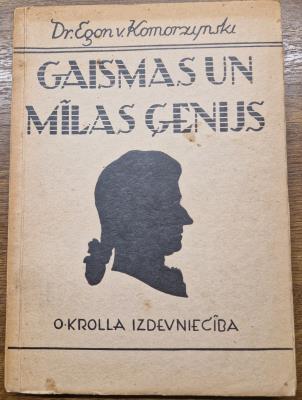 Dr. Egon v. Komorzynski
GAISMAS UN
MĪLAS ĢENIJS
O·KROLLA IZDEVNIECĪBA